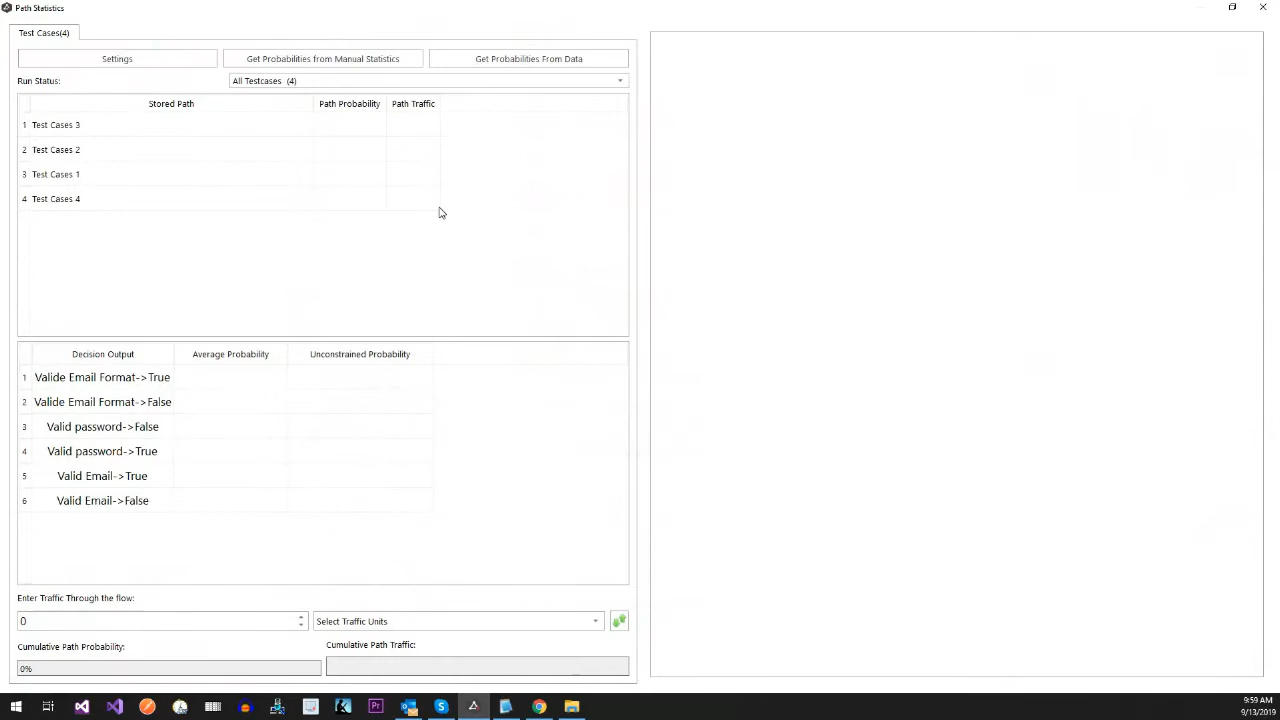 Path Statistics
Test Cases(4)
Settings
Get Probabilities from Manual Statistics
Get Probabilities From Data
Run Status:
All Testcases (4)
Stored Path
Path Probability
Path Traffic
1 Test Cases 3
2 Test Cases 2
3 Test Cases 1
4 Test Cases 4
Decision Output
Average Probability
Unconstrained Probability
1 Valide Email Format->True
2 Valide Email Format->False
3 Valid password->False
4 Valid password->True
5 Valid Email->True
6 Valid Email->False
Enter Traffic Through the flow:
0
Select Traffic Units
Cumulative Path Probability:
Cumulative Path Traffic:
0%
Pr
S
9:59 AM
9/13/2019